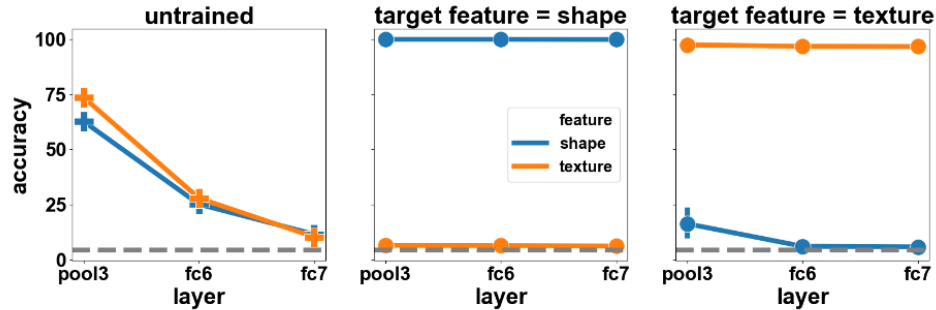 untrained
target feature = shape
target feature = texture
accuracy
100
75
50
25
0
pool3 fc6 fc7
layer
feature
shape
texture
pool3 fc6 fc7
layer
pool3 fc6 fc7
layer